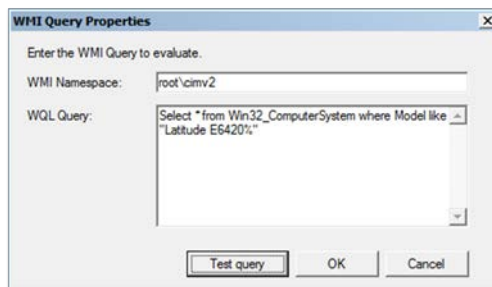 WMI Query Properties
Enter the WMI Query to evaluate.
WMI Namespace:
root\cimv2
WQL Query:
Select *from Win32_ComputerSystem where Model like
"Latitude E6420%"
Test query
OK
Cancel